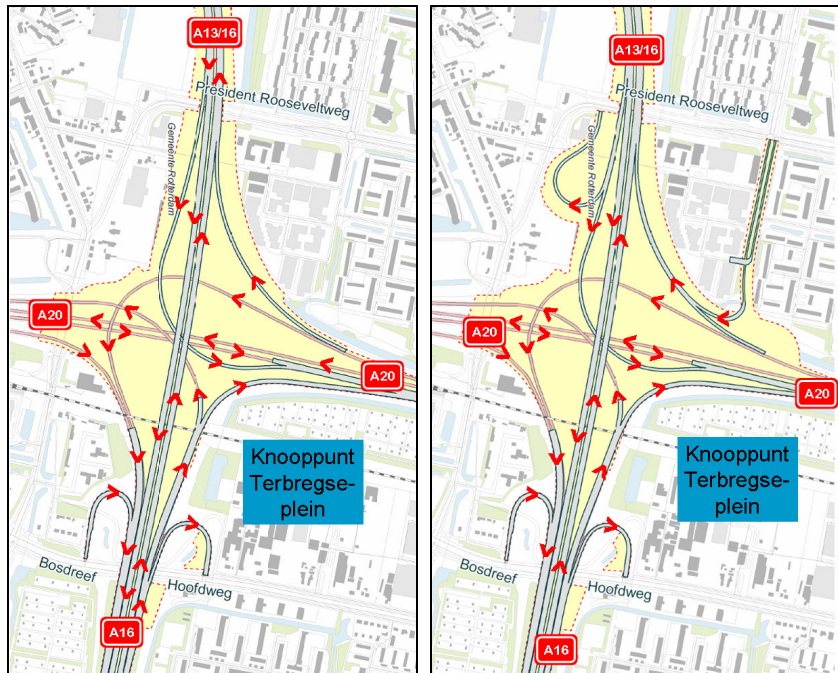 A13/16
President Rooseveltweg
Gemeente Rotterdam
A20
A20
Knooppunt
Terbregse-
plein
Bosdreef
Hoofdweg
A16
A13/16
President Rooseveltweg
Gemeente Rotterdam
A20
A20
Knooppunt
Terbregse-
plein
Bosdreef
Hoofdweg
A16